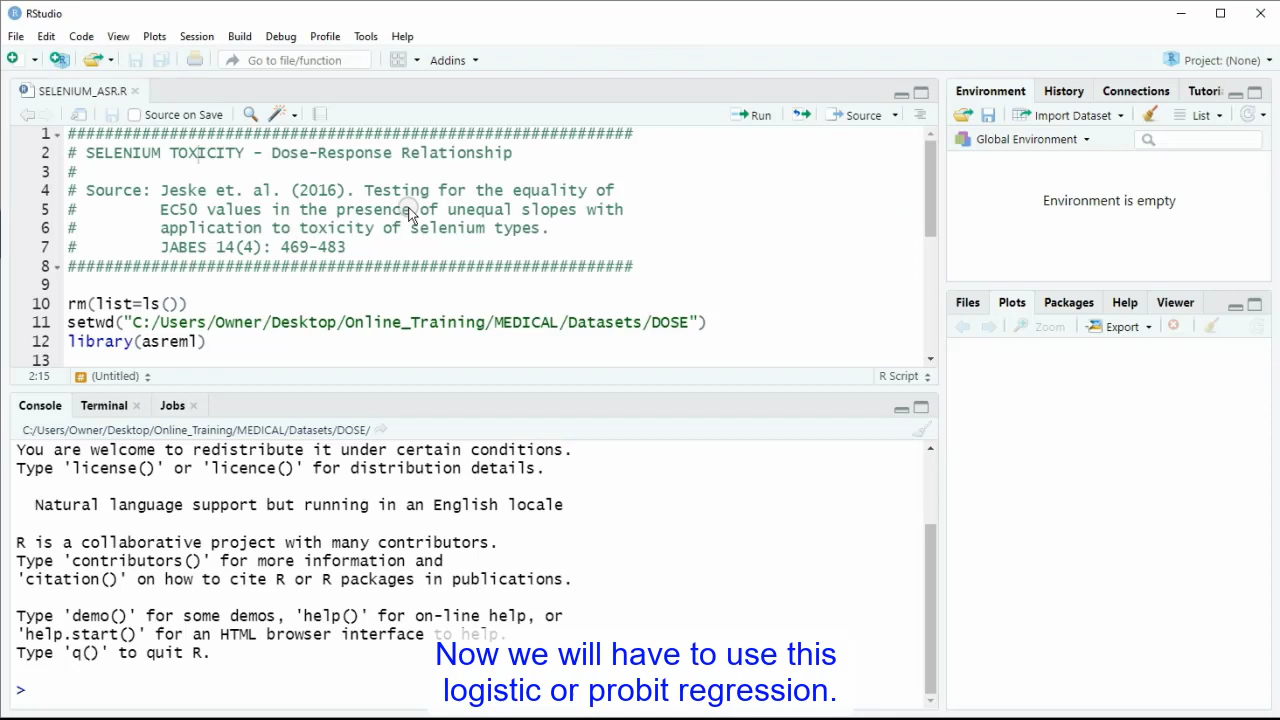 RStudio
File Edit Code View Plots Session Build Debug Profile Tools Help
Go to file/function Addins Project: (None)
SELENIUM_ASR.R
Source on Save Run Source
1 ################################################################
2 # SELENIUM TOXICITY - Dose-Response Relationship
3 #
4 # Source: Jeske et. al. (2016). Testing for the equality of
5 #         EC50 values in the presence of unequal slopes with
6 #         application to toxicity of selenium types.
7 #         JABES 14(4): 469-483
8 ################################################################
9
10 rm(list=ls())
11 setwd("C:/Users/Owner/Desktop/Online_Training/MEDICAL/Datasets/DOSE")
12 library(asreml)
13
2:15 (Untitled) R Script
Console Terminal Jobs
C:/Users/Owner/Desktop/Online_Training/MEDICAL/Datasets/DOSE/
You are welcome to redistribute it under certain conditions.
Type 'license()' or 'licence()' for distribution details.
Natural language support but running in an English locale
R is a collaborative project with many contributors.
Type 'contributors()' for more information and
'citation()' on how to cite R or R packages in publications.
Type 'demo()' for some demos, 'help()' for on-line help, or
'help.start()' for an HTML browser interface to help.
Type 'q()' to quit R.
>
Environment History Connections Tutori
Import Dataset List
Global Environment
Environment is empty
Files Plots Packages Help Viewer
Zoom Export
Now we will have to use this
logistic or probit regression.